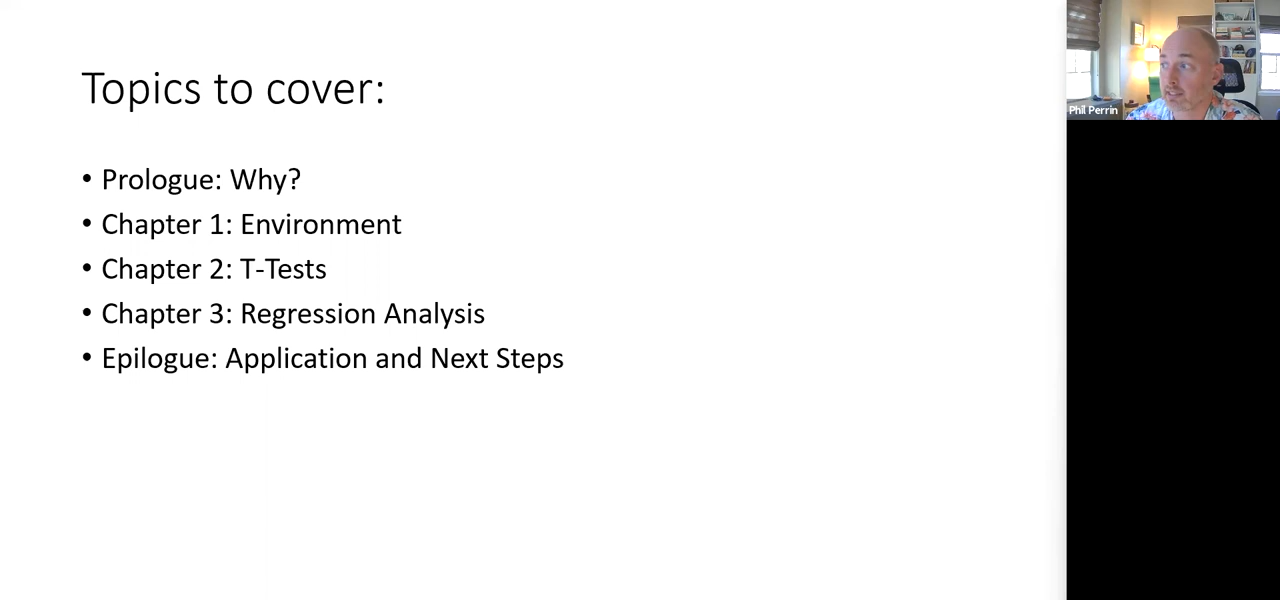 Topics to cover:
• Prologue: Why?
• Chapter 1: Environment
• Chapter 2: T-Tests
• Chapter 3: Regression Analysis
• Epilogue: Application and Next Steps
Phil Perrin